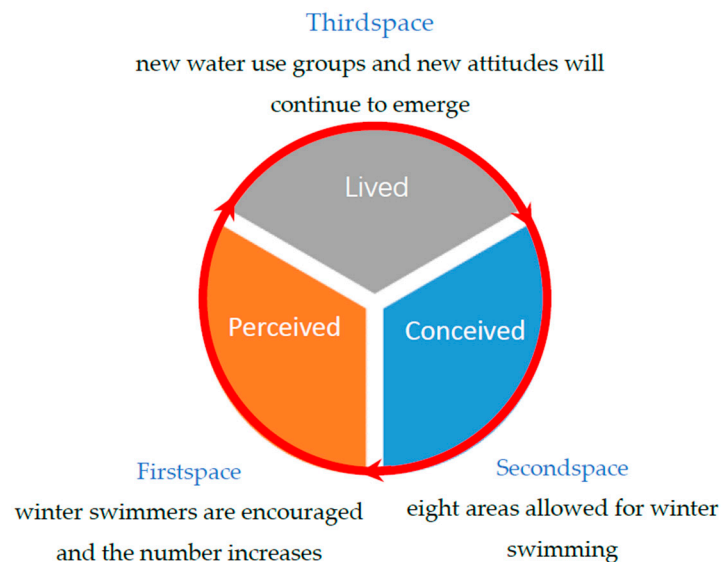 Thirdspace
new water use groups and new attitudes will
continue to emerge
Lived
Perceived
Conceived
Firstspace
winter swimmers are encouraged
and the number increases
Secondspace
eight areas allowed for winter
swimming